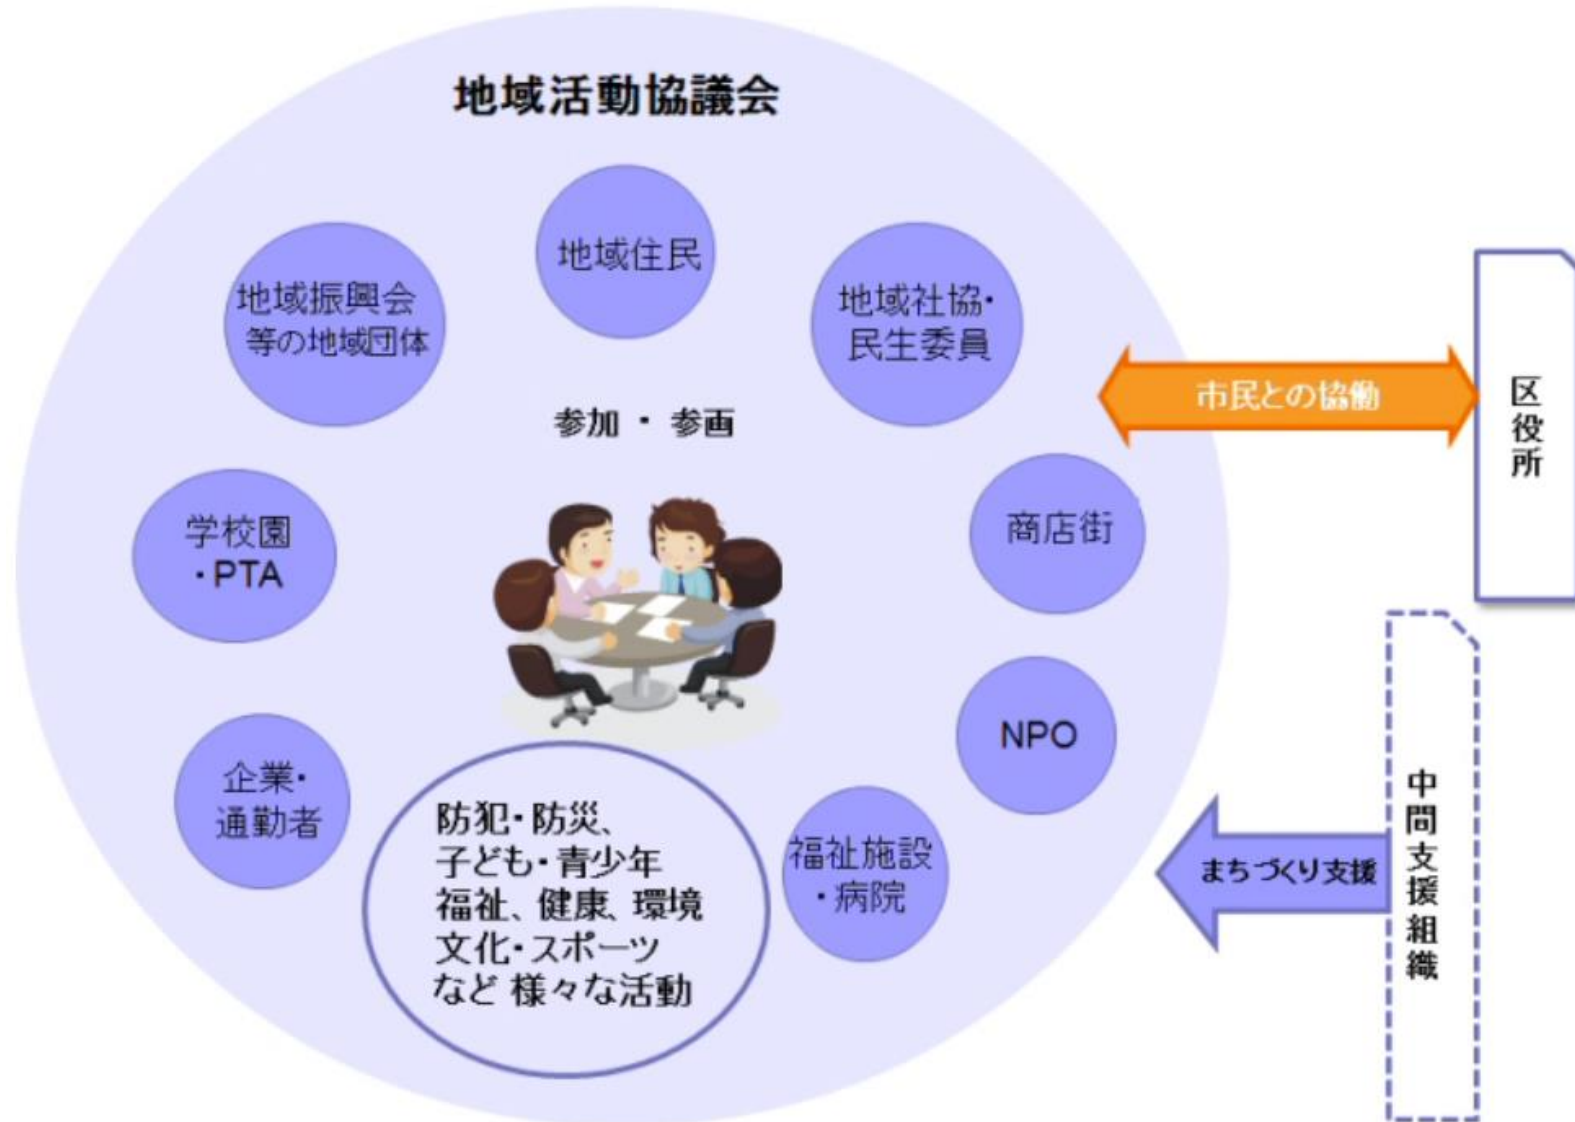 地域活動協議会
地域住民
地域振興会
等の地域団体
地域社協・
民生委員
参加 ・ 参画
市民との協働
区役所
学校園
・PTA
商店街
NPO
企業・
通勤者
防犯・防災、
子ども・青少年
福祉、健康、環境
文化・スポーツ
など 様々な活動
福祉施設
・病院
まちづくり支援
中間支援組織